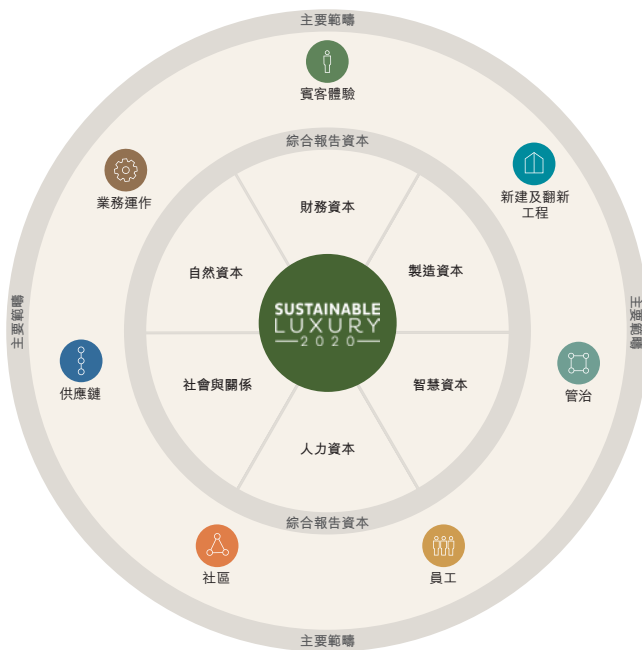 主要範疇
賓客體驗
綜合報告資本
業務運作
新建及翻新
工程
財務資本
自然資本
製造資本
SUSTAINABLE
LUXURY
2020
主要範疇
主要範疇
供應鏈
社會與關係
智慧資本
管治
人力資本
綜合報告資本
社區
員工
主要範疇